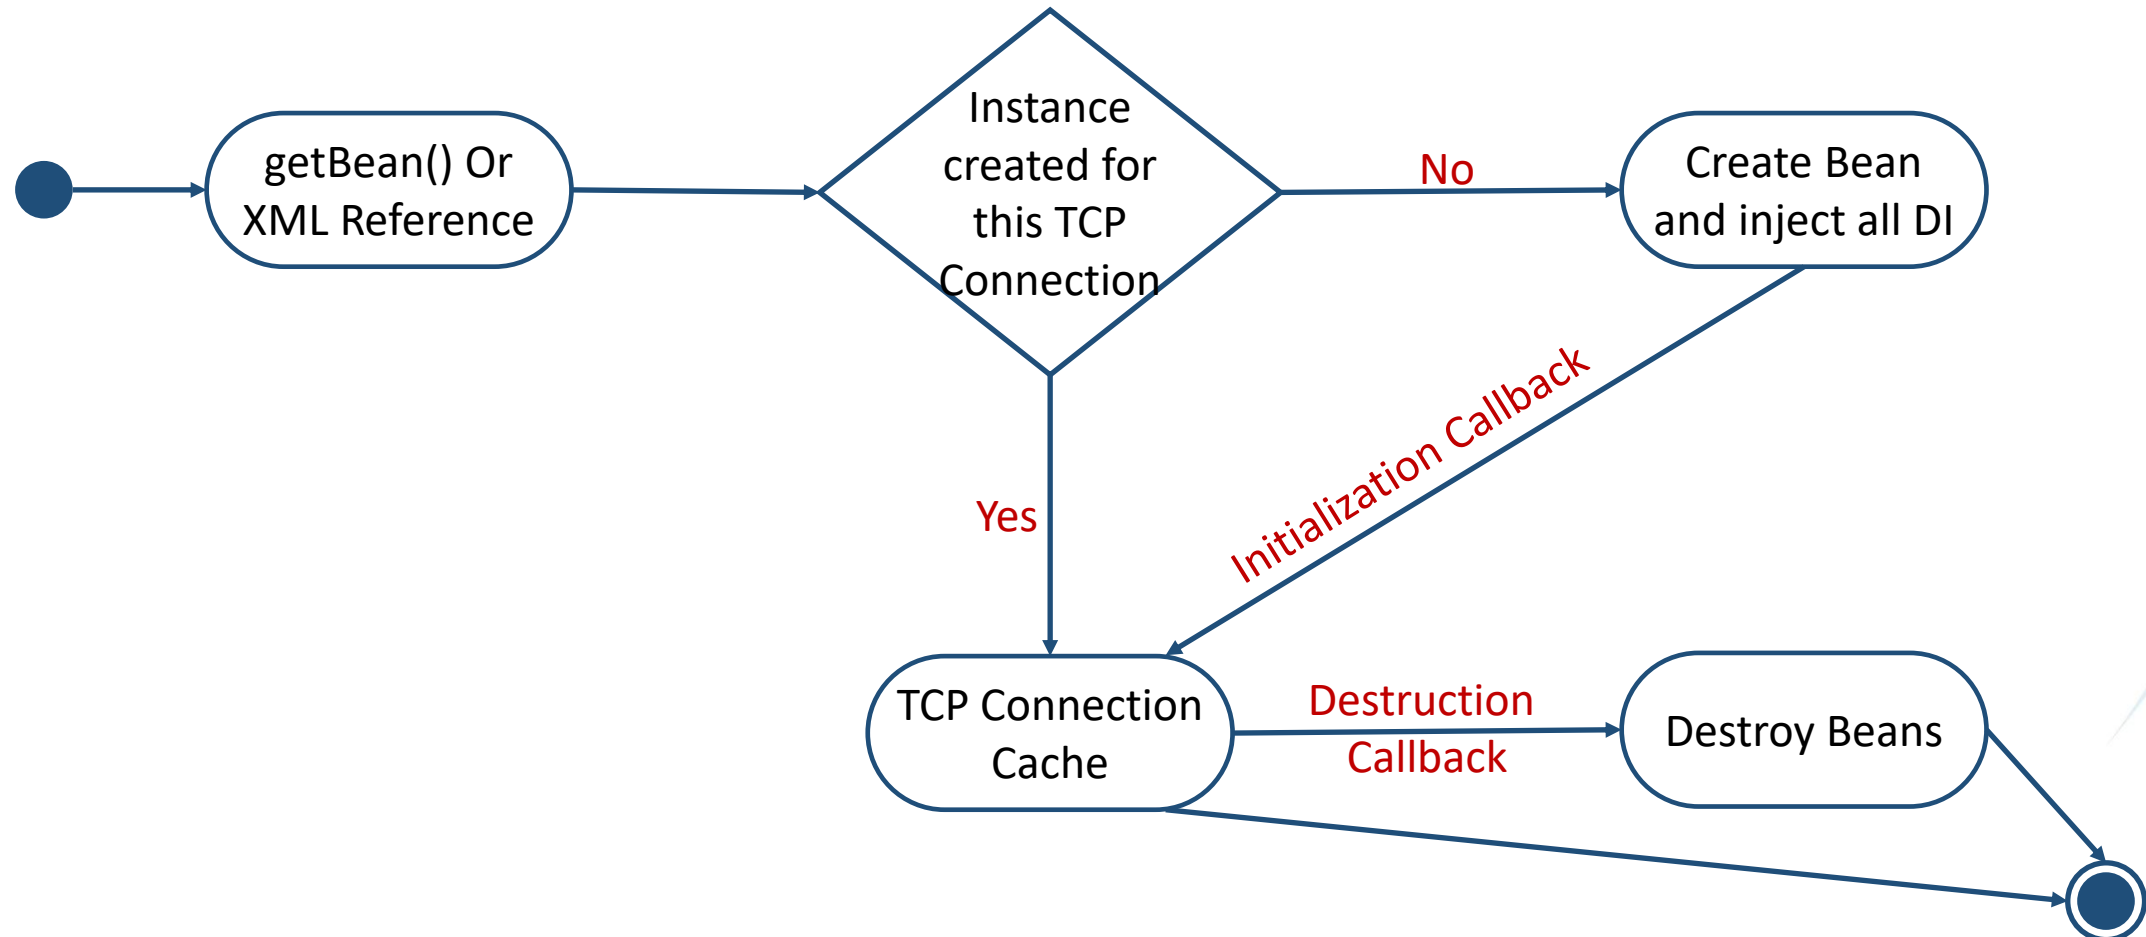 getBean() Or
XML Reference
Instance
created for
this TCP
Connection
No
Create Bean
and inject all DI
Yes
Initialization Callback
TCP Connection
Cache
Destruction
Callback
Destroy Beans